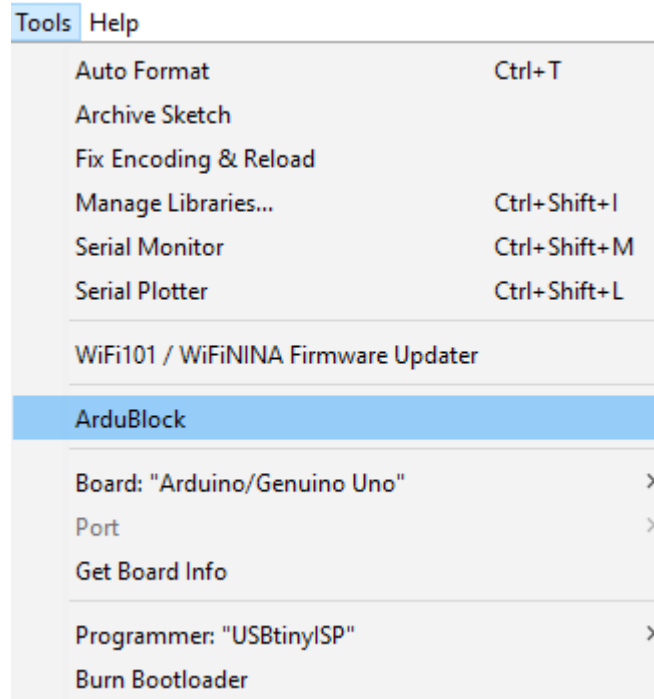 Tools Help
Auto Format Ctrl+T
Archive Sketch
Fix Encoding & Reload
Manage Libraries... Ctrl+Shift+I
Serial Monitor Ctrl+Shift+M
Serial Plotter Ctrl+Shift+L
WiFi101 / WiFiNINA Firmware Updater
ArduBlock
Board: "Arduino/Genuino Uno"
Port
Get Board Info
Programmer: "USBtinyISP"
Burn Bootloader